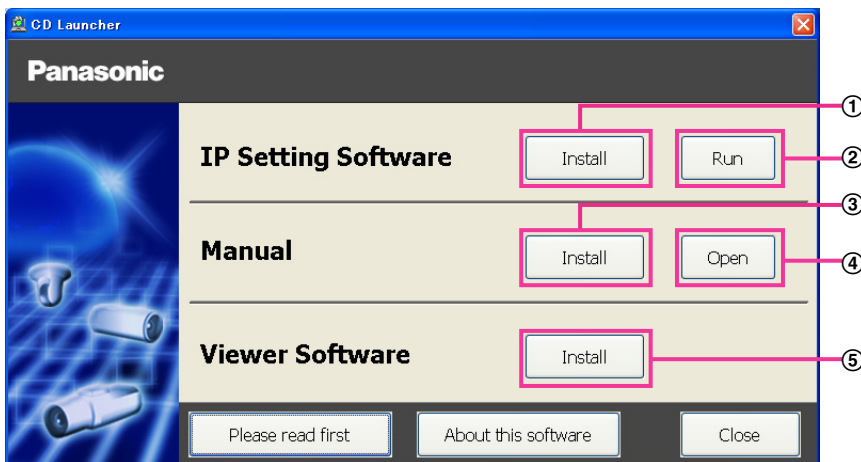 CD Launcher
Panasonic
①
IP Setting Software Install Run ②
③
Manual Install Open ④
Viewer Software Install ⑤
Please read first About this software Close